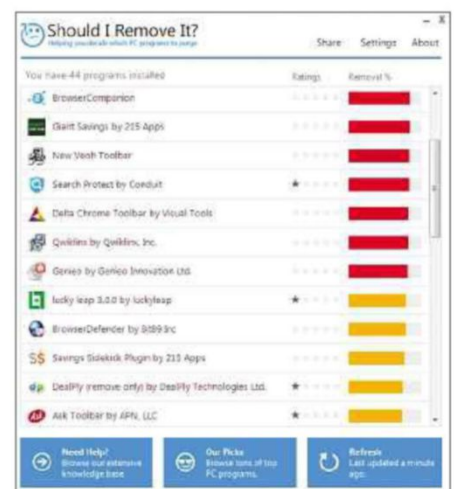 Should I Remove It?
Helping you decide which PC programs to purge
Share Settings About
You have 44 programs installed
Ratings Removal %
BrowserCompanion
Giant Savings by 215 Apps
New Vooh Toolbar
Search Protect by Conduit
Delta Chrome Toolbar by Visual Tools
Qwiklinx by Qwiklinx, Inc.
Genieo by Genieo Innovation Ltd.
lucky leap 3.0.0 by luckyleap
BrowserDefender by Bit89 Inc
S$ Savings Sidekick Plugin by 215 Apps
DealPly (remove only) by DealPly Technologies Ltd.
Ask Ask Toolbar by APN, LLC
Need Help?
Browse our extensive
knowledge base.
Our Picks
Browse tons of top
PC programs.
Refresh
Last updated a minute
ago.